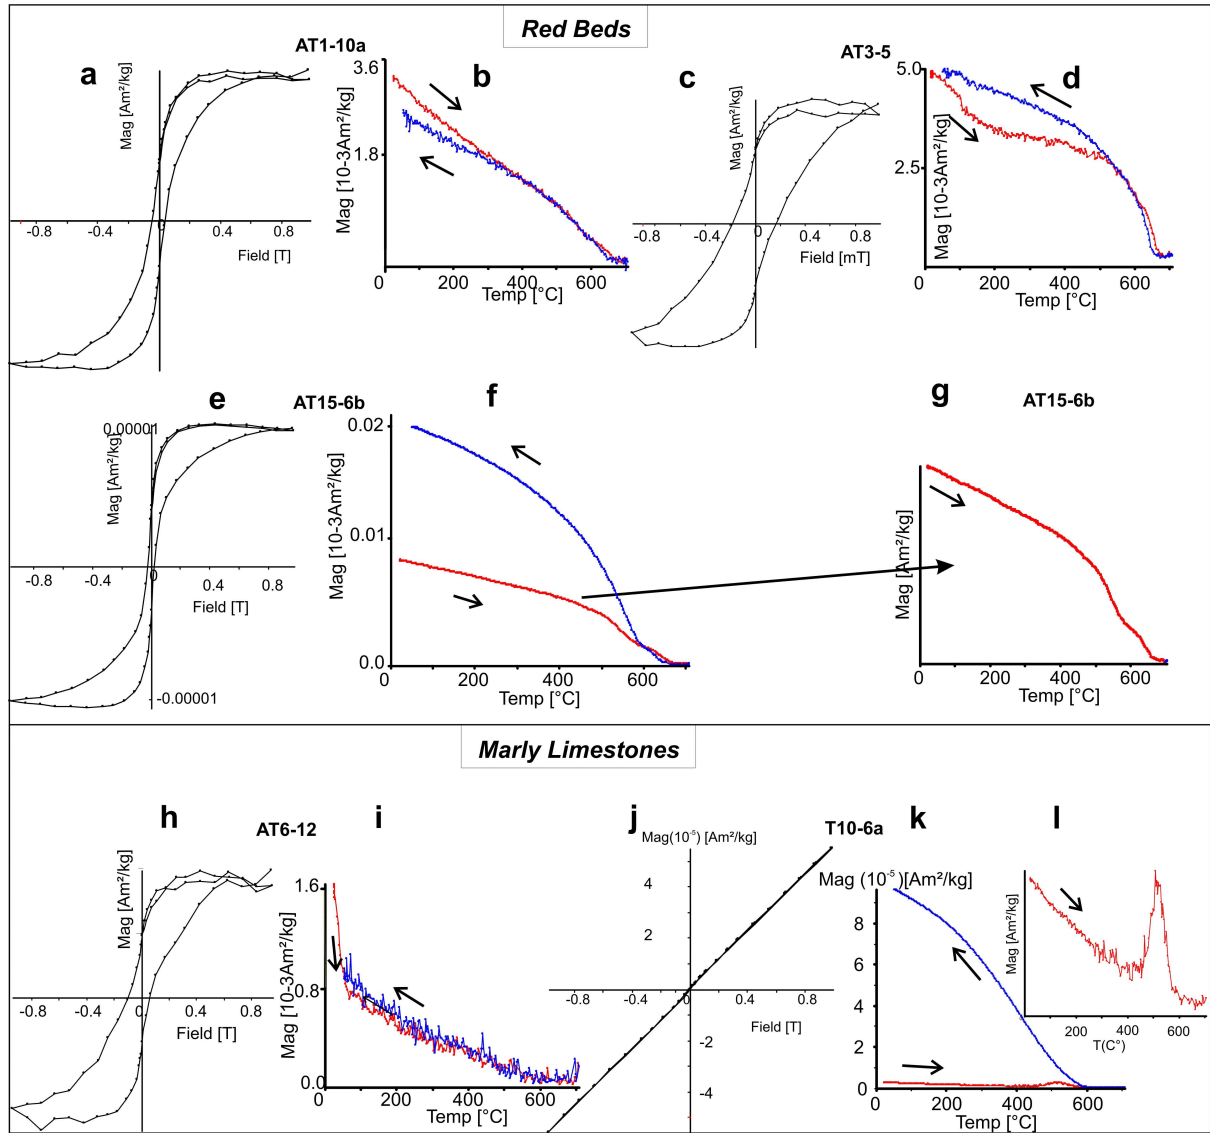 Red Beds
AT1-10a
AT3-5
a
b
c
d
Mag [Am²/kg]
-0.8
-0.4
0
0.4
0.8
Field [T]
3.6
1.8
Mag [10-3Am²/kg]
0
200
400
600
Temp [°C]
Mag [Am²/kg]
-0.8
-0.4
0
0.4
0.8
Field [mT]
5.0
2.5
Mag [10-3Am²/kg]
0
200
400
600
Temp [°C]
e
AT15-6b
f
g
AT15-6b
0.00001
Mag [Am²/kg]
-0.8
-0.4
0
0.4
0.8
Field [T]
-0.00001
0.02
0.01
0.0
Mag [10-3Am²/kg]
0
200
400
600
Temp [°C]
Mag [Am²/kg]
0
200
400
600
Temp [°C]
Marly Limestones
h
AT6-12
i
j
T10-6a
k
l
Mag [Am²/kg]
-0.8
-0.4
0
0.4
0.8
Field [T]
1.6
0.8
0.0
Mag [10-3Am²/kg]
0
200
400
600
Temp [°C]
Mag(10⁻⁵) [Am²/kg]
4
2
-0.8
-0.4
0
0.4
0.8
Field [T]
-2
-4
Mag (10⁻⁵)[Am²/kg]
8
6
4
2
0
0
200
400
600
Temp [°C]
Mag [Am²/kg]
200
400
600
T(C°)